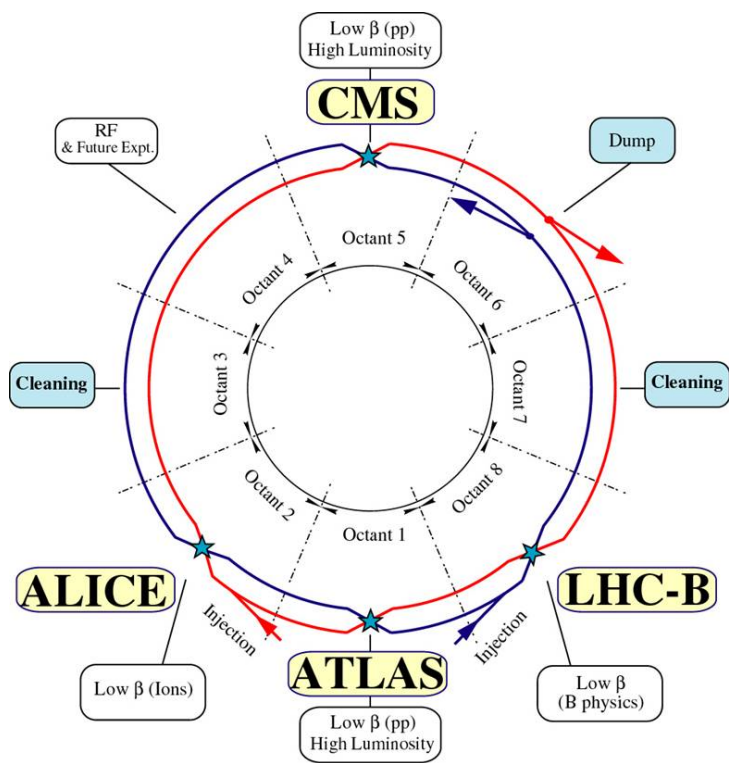 Low β (pp)
High Luminosity
CMS
RF
& Future Expt.
Dump
Octant 5
Octant 4
Octant 6
Cleaning
Octant 3
Octant 7
Cleaning
Octant 2
Octant 8
Octant 1
ALICE
LHC-B
Injection
Injection
ATLAS
Low β (Ions)
Low β
(B physics)
Low β (pp)
High Luminosity